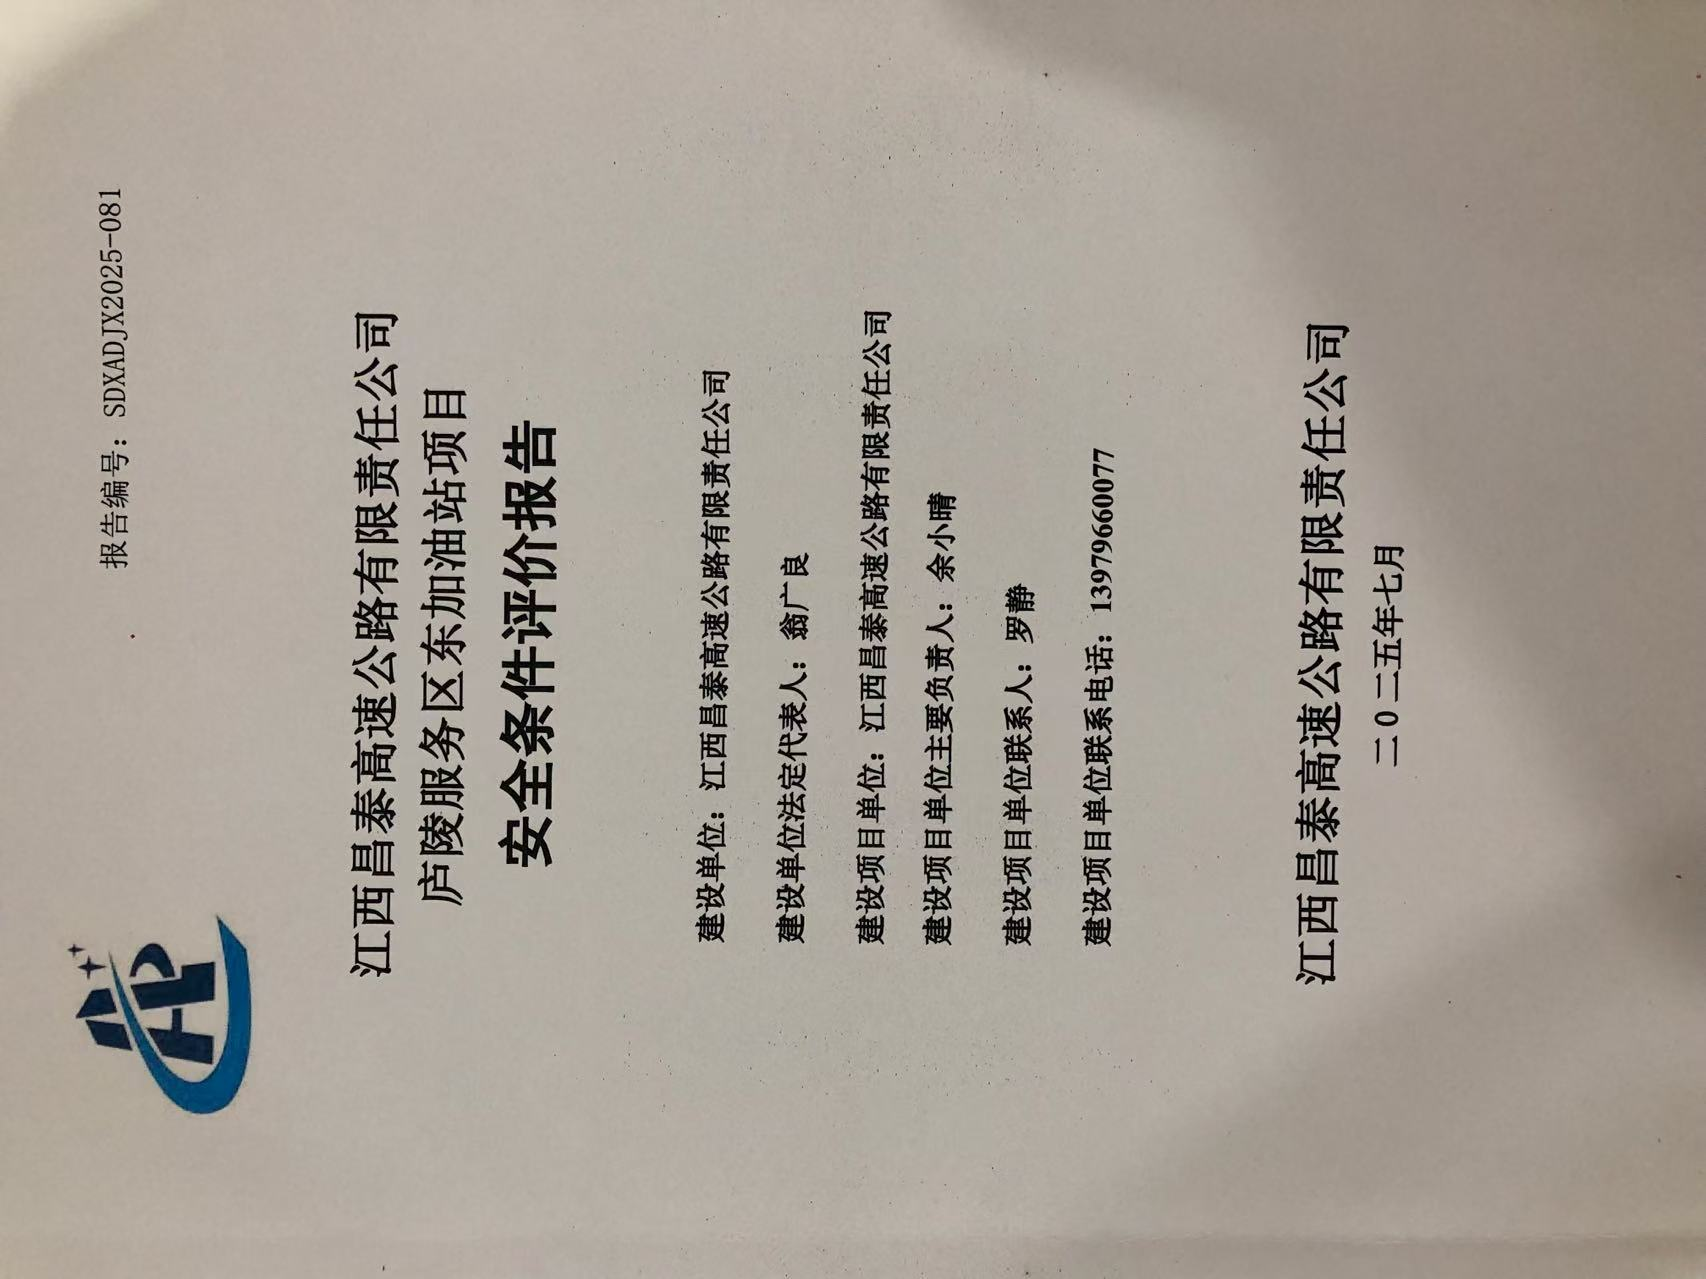 报告编号：SDXADJX2025-081
AP
江西昌泰高速公路有限责任公司
庐陵服务区东加油站项目
安全条件评价报告
建设单位：江西昌泰高速公路有限责任公司
建设单位法定代表人：翁广良
建设项目单位：江西昌泰高速公路有限责任公司
建设项目单位主要负责人：余小晴
建设项目单位联系人：罗静
建设项目单位联系电话：13979660077
江西昌泰高速公路有限责任公司
二0二五年七月